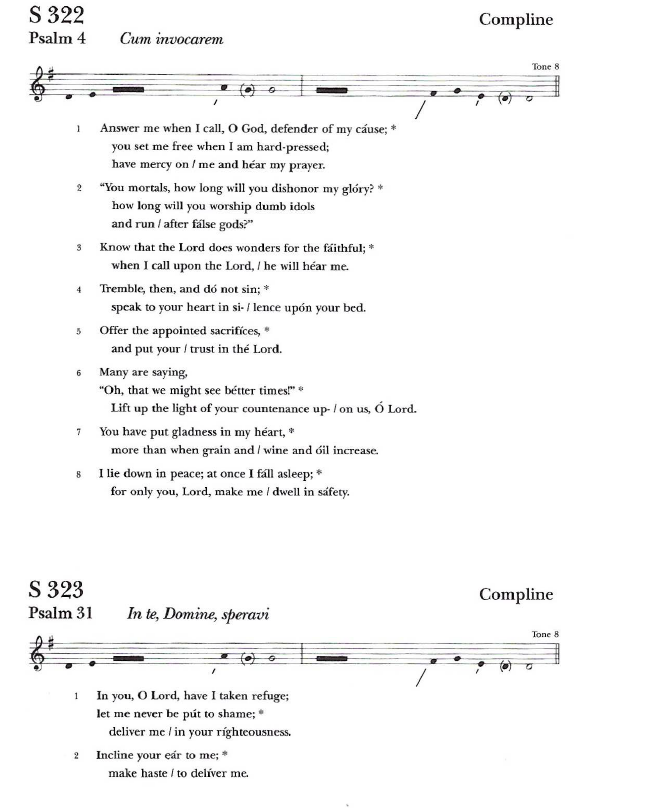 S 322
Compline
Psalm 4 Cum invocarem
Tone 8
1 Answer me when I call, O God, defender of my cáuse; *
you set me free when I am hard-pressed;
have mercy on / me and héar my prayer.
2 “You mortals, how long will you dishonor my glóry? *
how long will you worship dumb idols
and run / after fálse gods?”
3 Know that the Lord does wonders for the fáithful; *
when I call upon the Lord, / he will héar me.
4 Tremble, then, and dó not sin; *
speak to your heart in si- / lence upón your bed.
5 Offer the appointed sacrifíces, *
and put your / trust in thé Lord.
6 Many are saying,
“Oh, that we might see bétter times!” *
Lift up the light of your countenance up- / on us, Ó Lord.
7 You have put gladness in my héart, *
more than when grain and / wine and óil increase.
8 I lie down in peace; at once I fáll asleep; *
for only you, Lord, make me / dwell in sáfety.
S 323
Compline
Psalm 31 In te, Domine, speravi
Tone 8
1 In you, O Lord, have I taken refuge;
let me never be pút to shame; *
deliver me / in your ríghteousness.
2 Incline your eár to me; *
make haste / to delíver me.